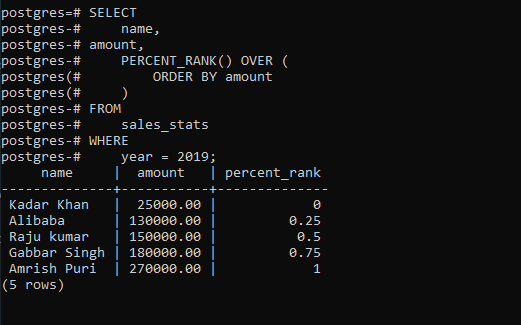 postgres=# SELECT
postgres-#     name,
postgres-# amount,
postgres-#     PERCENT_RANK() OVER (
postgres(#         ORDER BY amount
postgres(#     )
postgres-# FROM
postgres-#     sales_stats
postgres-# WHERE
postgres-#     year = 2019;
     name     |  amount   | percent_rank
--------------+-----------+--------------
 Kadar Khan   |  25000.00 |            0
 Alibaba      | 130000.00 |         0.25
 Raju kumar   | 150000.00 |          0.5
 Gabbar Singh | 180000.00 |         0.75
 Amrish Puri  | 270000.00 |            1
(5 rows)